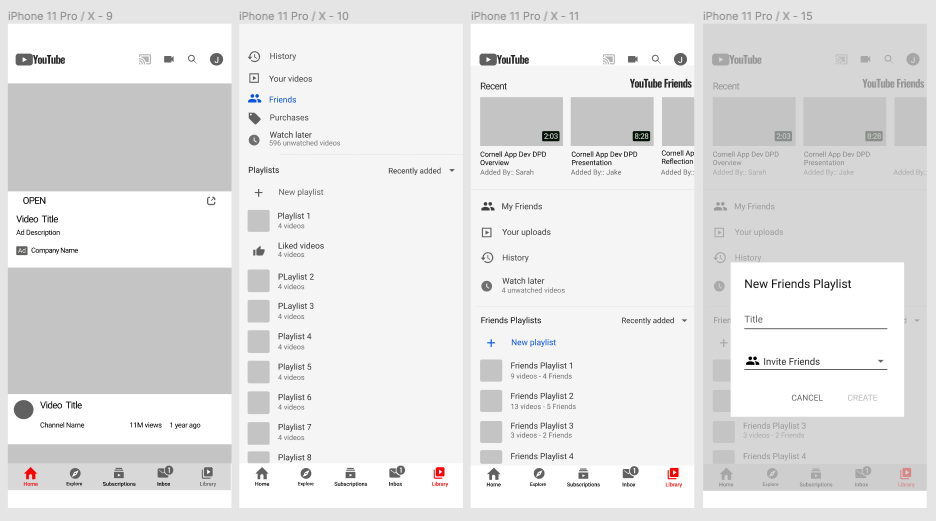 iPhone 11 Pro / X - 9
YouTube
J
OPEN
Video Title
Ad Description
Ad Company Name
Video Title
Channel Name 11M views 1 year ago
Home Explore Subscriptions Inbox 1 Library
iPhone 11 Pro / X - 10
History
Your videos
Friends
Purchases
Watch later
596 unwatched videos
Playlists Recently added
New playlist
Playlist 1
4 videos
Liked videos
4 videos
PLaylist 2
4 videos
PLaylist 3
4 videos
Playlist 4
4 videos
Playlist 5
4 videos
Playlist 6
4 videos
Playlist 7
4 videos
Playlist 8
Home Explore Subscriptions Inbox 1 Library
iPhone 11 Pro / X - 11
YouTube
J
Recent YouTube Friends
2:03 8:28
Cornell App Dev DPD Cornell App Dev DPD Cornell Ap
Overview Presentation Reflection
Added By:: Sarah Added By:: Jake Added By:
My Friends
Your uploads
History
Watch later
4 unwatched videos
Friends Playlists Recently added
New playlist
Friends Playlist 1
9 videos - 4 Friends
Friends Playlist 2
13 videos - 5 Friends
Friends Playlist 3
3 videos - 2 Friends
Friends Playlist 4
Home Explore Subscriptions Inbox 1 Library
iPhone 11 Pro / X - 15
YouTube
J
Recent YouTube Friends
2:03 8:28
Cornell App Dev DPD Cornell App Dev DPD
Overview Presentation
Added By:: Sarah Added By:: Jake Added By:
My Friends
Your uploads
History
New Friends Playlist
Title
Invite Friends
CANCEL CREATE
Friends Playlist 3
3 videos - 2 Friends
Friends Playlist 4
Home Explore Subscriptions Inbox 1 Library